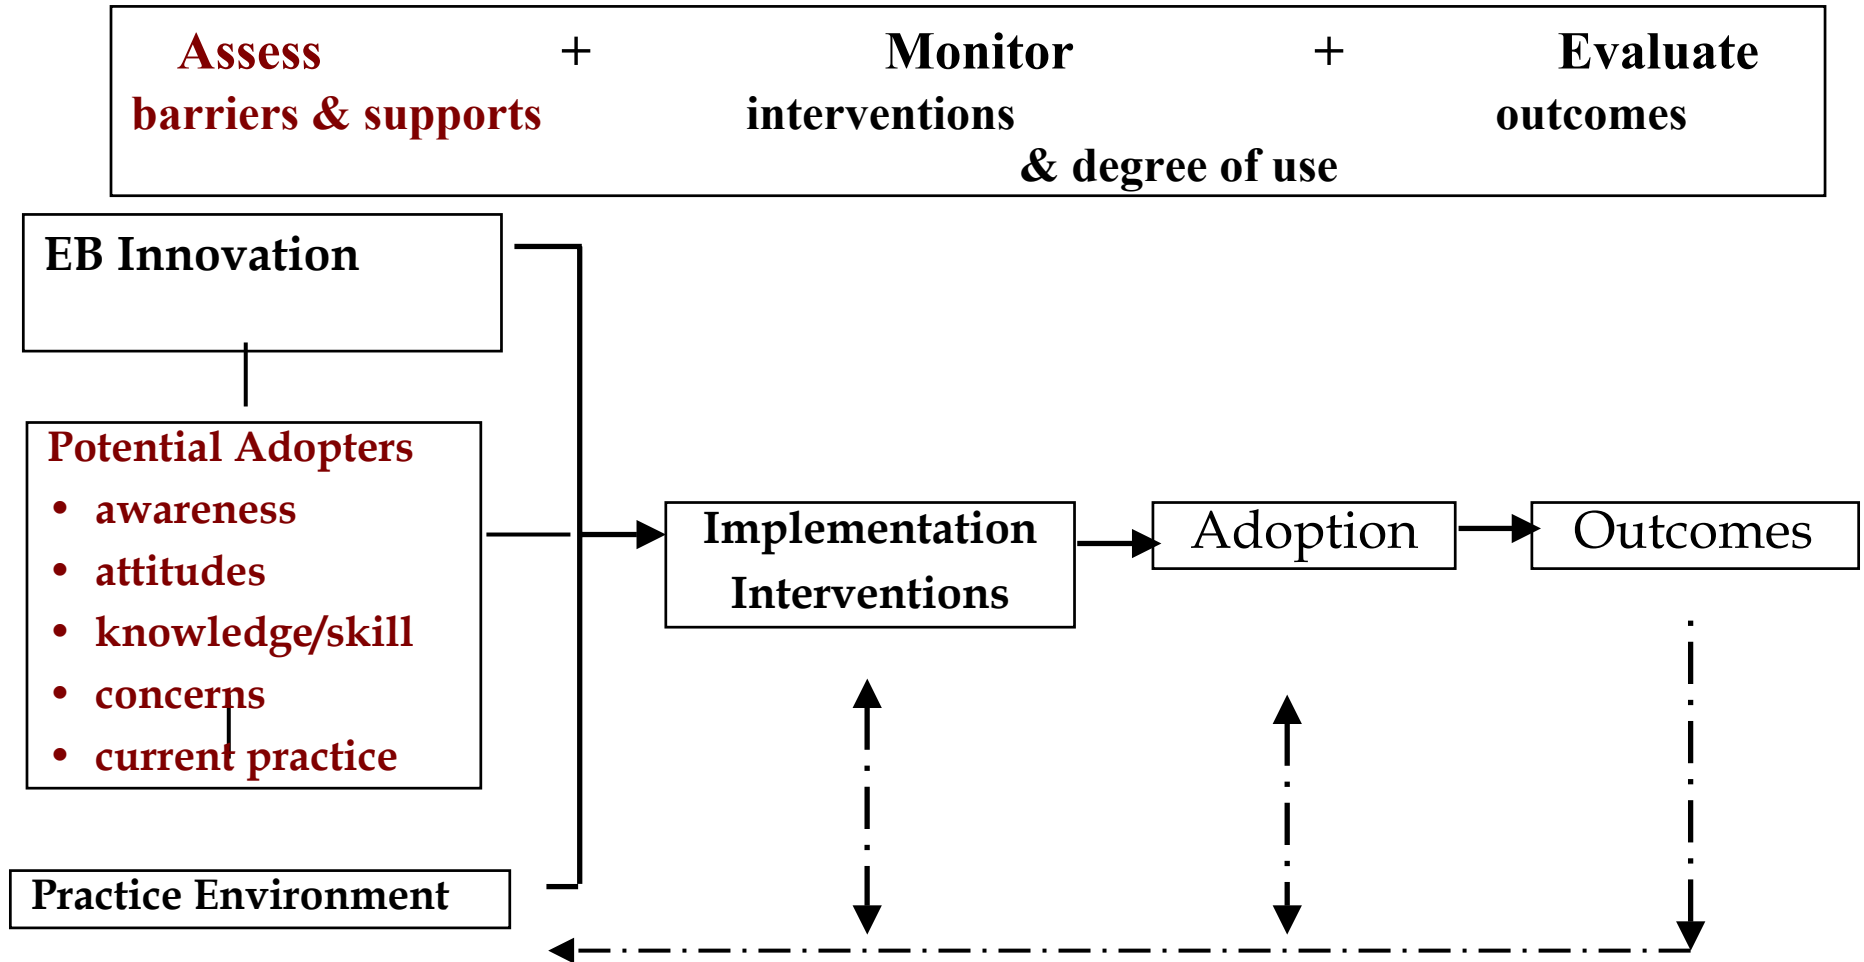 Assess + Monitor + Evaluate
barriers & supports interventions outcomes
& degree of use
EB Innovation
Potential Adopters
• awareness
• attitudes
• knowledge/skill
• concerns
• current practice
Implementation
Interventions
Adoption
Outcomes
Practice Environment